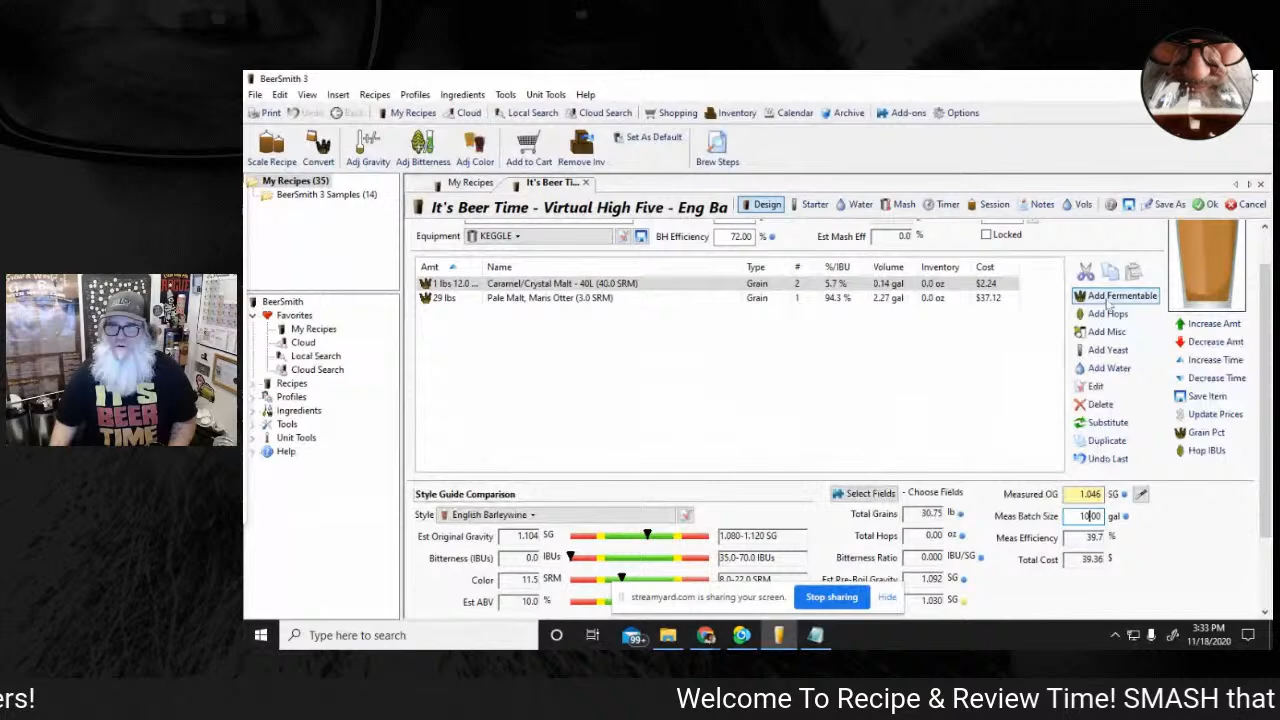 BeerSmith 3
File Edit View Insert Recipes Profiles Ingredients Tools Unit Tools Help
Print Undo Back My Recipes Cloud Local Search Cloud Search Shopping Inventory Calendar Archive Add-ons Options
Scale Recipe Convert Adj Gravity Adj Bitterness Adj Color Add to Cart Remove Inv Set As Default Brew Steps
My Recipes (35)
BeerSmith 3 Samples (14)
My Recipes It's Beer Ti...
It's Beer Time - Virtual High Five - Eng Ba Design Starter Water Mash Timer Session Notes Vols Save As Ok Cancel
Equipment KEGGLE BH Efficiency 72.00 % Est Mash Eff 0.0 % Locked
Amt Name Type # %/IBU Volume Inventory Cost
1 lbs 12.0 ... Caramel/Crystal Malt - 40L (40.0 SRM) Grain 2 5.7 % 0.14 gal 0.0 oz $2.24
29 lbs Pale Malt, Maris Otter (3.0 SRM) Grain 1 94.3 % 2.27 gal 0.0 oz $37.12
Add Fermentable
Add Hops
Add Misc
Add Yeast
Add Water
Edit
Delete
Substitute
Duplicate
Undo Last
Increase Amt
Decrease Amt
Increase Time
Decrease Time
Save Item
Update Prices
Grain Pct
Hop IBUs
BeerSmith
Favorites
My Recipes
Cloud
Local Search
Cloud Search
Recipes
Profiles
Ingredients
Tools
Unit Tools
Help
IT'S
BEER
TIME
Style Guide Comparison Select Fields - Choose Fields Measured OG 1.046 SG
Style English Barleywine Total Grains 30.75 lb Meas Batch Size 10.00 gal
Est Original Gravity 1.104 SG 1.080-1.120 SG Total Hops 0.00 oz Meas Efficiency 39.7 %
Bitterness (IBUs) 0.0 IBUs 35.0-70.0 IBUs Bitterness Ratio 0.000 IBU/SG Total Cost 39.36 $
Color 11.5 SRM 8.0-22.0 SRM Est Pre-Boil Gravity 1.092 SG
Est ABV 10.0 % 1.030 SG
streamyard.com is sharing your screen. Stop sharing Hide
Type here to search 99+ 3:33 PM
11/18/2020
ers! Welcome To Recipe & Review Time! SMASH that